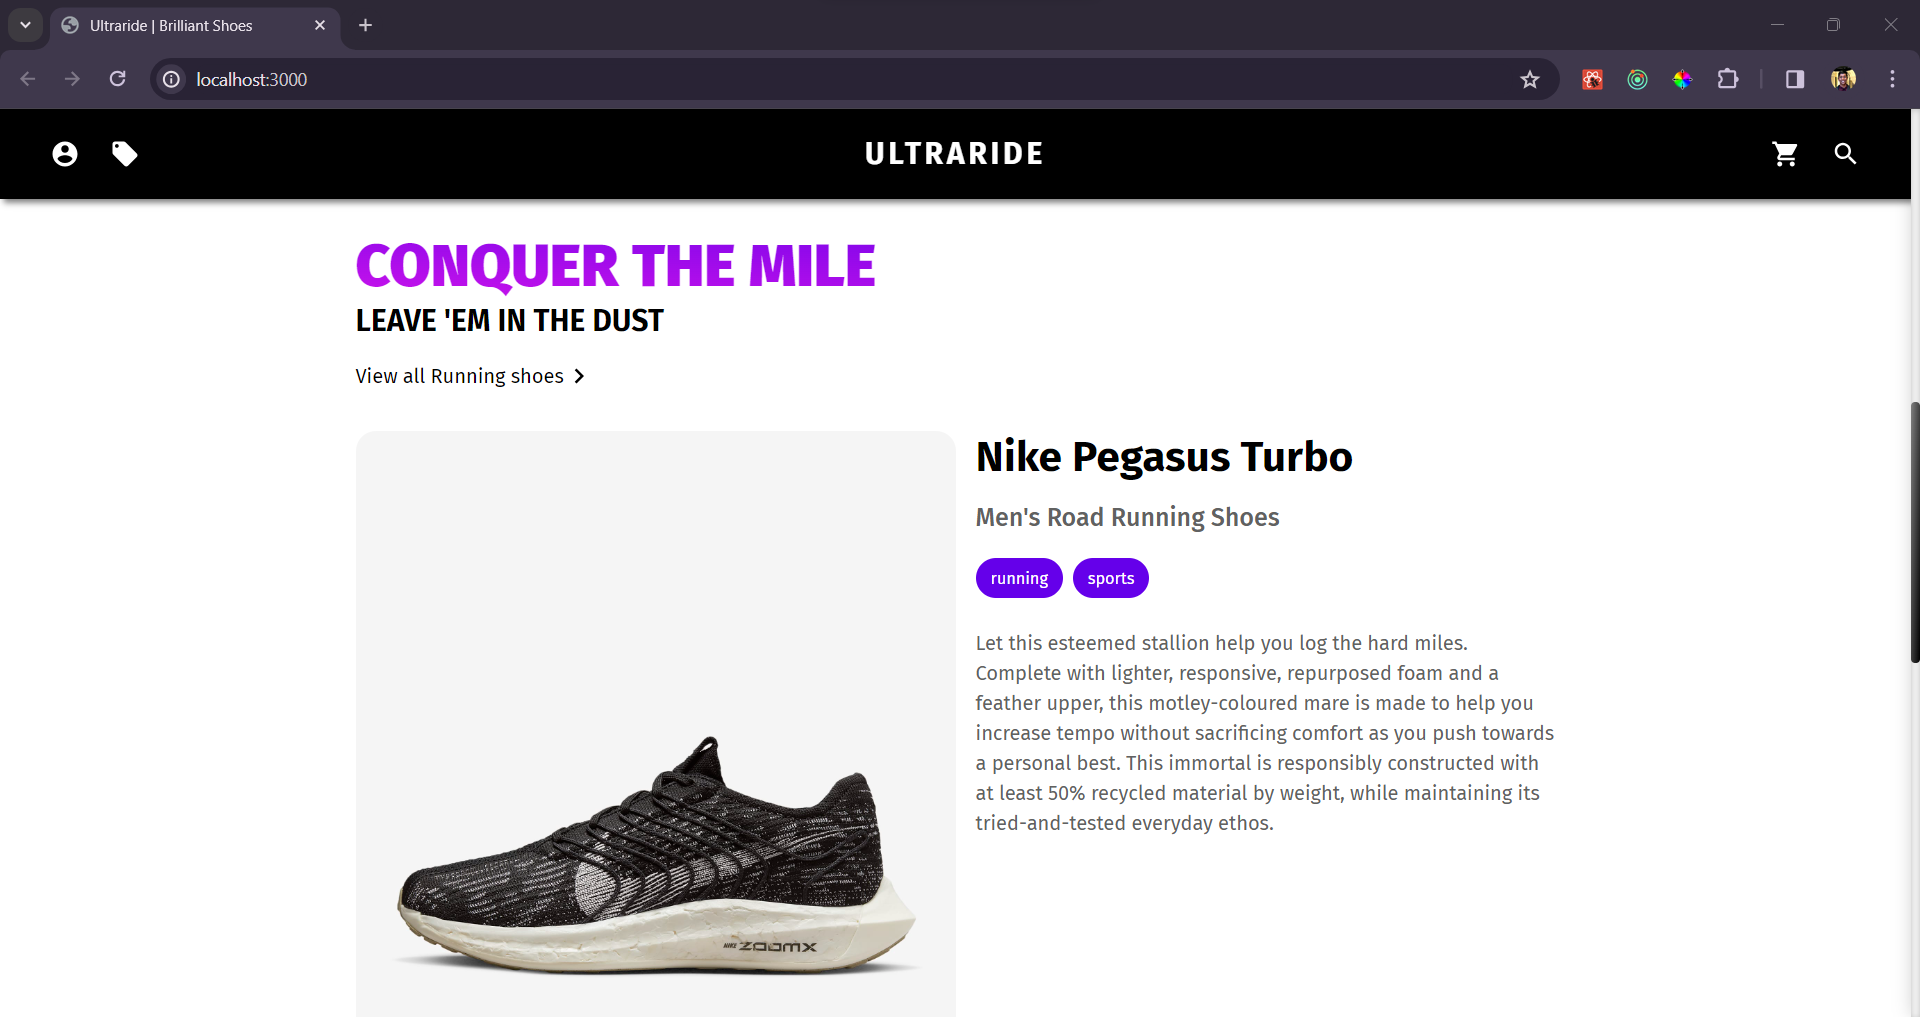 Ultraride | Brilliant Shoes
localhost:3000
ULTRARIDE
CONQUER THE MILE
LEAVE 'EM IN THE DUST
View all Running shoes
Nike Pegasus Turbo
Men's Road Running Shoes
running
sports
Let this esteemed stallion help you log the hard miles.
Complete with lighter, responsive, repurposed foam and a
feather upper, this motley-coloured mare is made to help you
increase tempo without sacrificing comfort as you push towards
a personal best. This immortal is responsibly constructed with
at least 50% recycled material by weight, while maintaining its
tried-and-tested everyday ethos.
NIKE ZOOMX